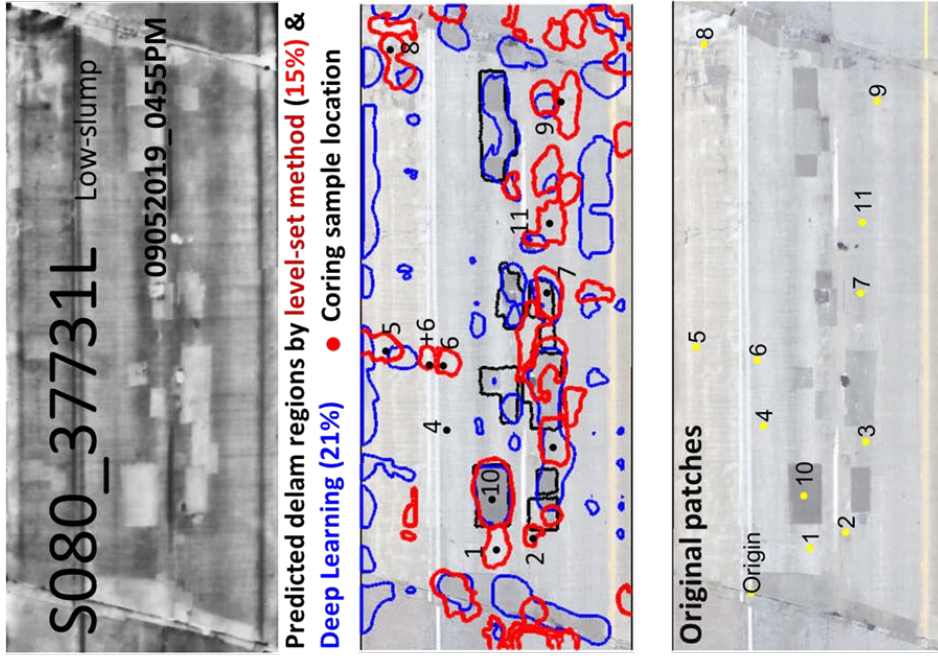 S080_37731L
Low-slump
09052019_0455PM
Predicted delam regions by level-set method (15%) &
Deep Learning (21%)
Coring sample location
8
9
5
+6
6
11
7
4
10
1
2
Original patches
8
9
5
6
11
7
4
3
10
1
2
Origin